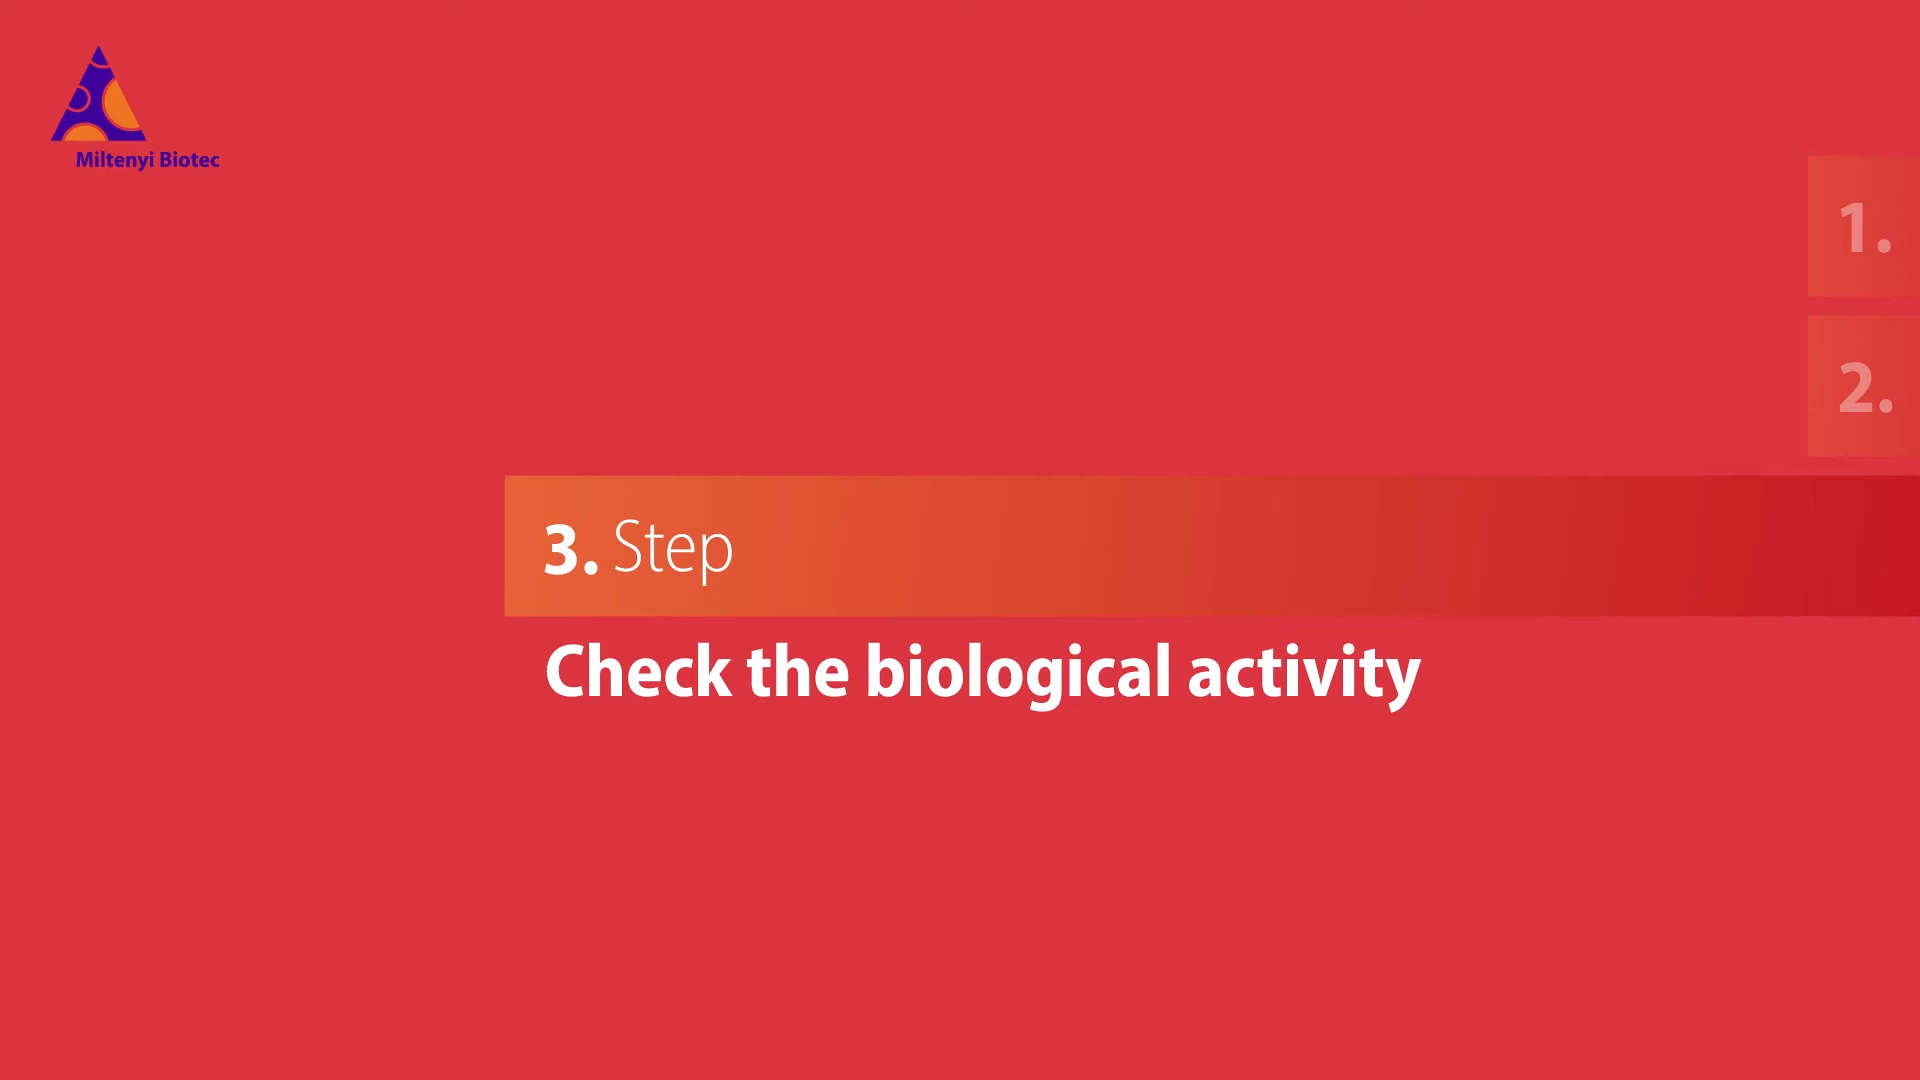 Miltenyi Biotec
1.
2.
3. Step
Check the biological activity